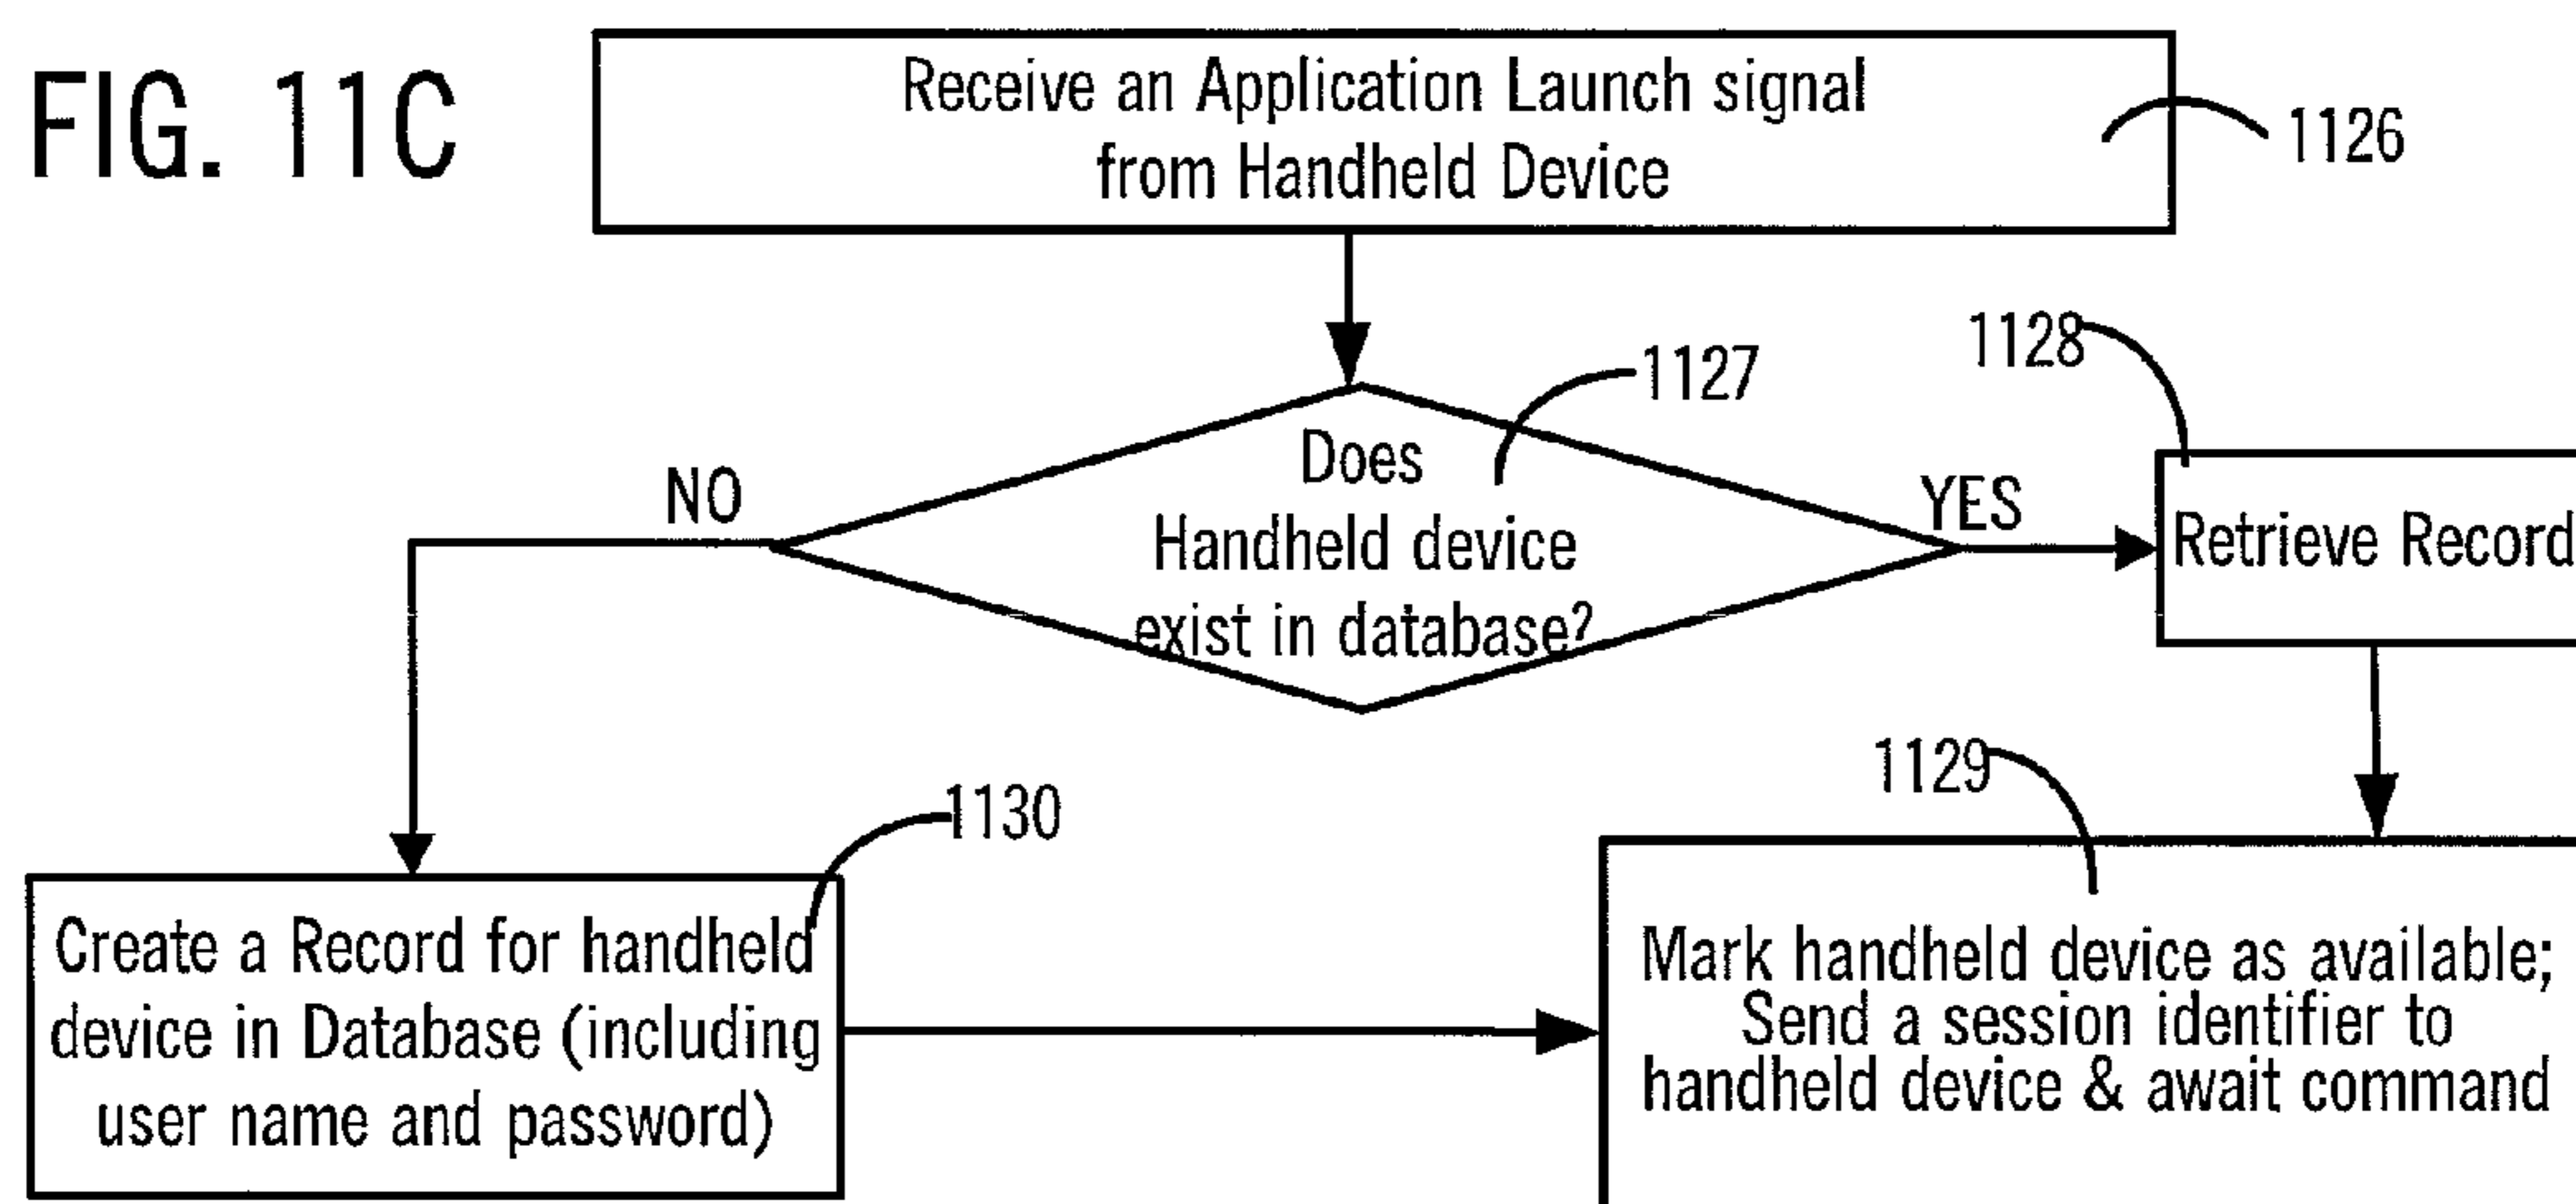 FIG. 11C
Receive an Application Launch signal
from Handheld Device
1126
1127
1128
Does
Handheld device
exist in database?
NO
YES
Retrieve Record
1129
1130
Create a Record for handheld
device in Database (including
user name and password)
Mark handheld device as available;
Send a session identifier to
handheld device & await command